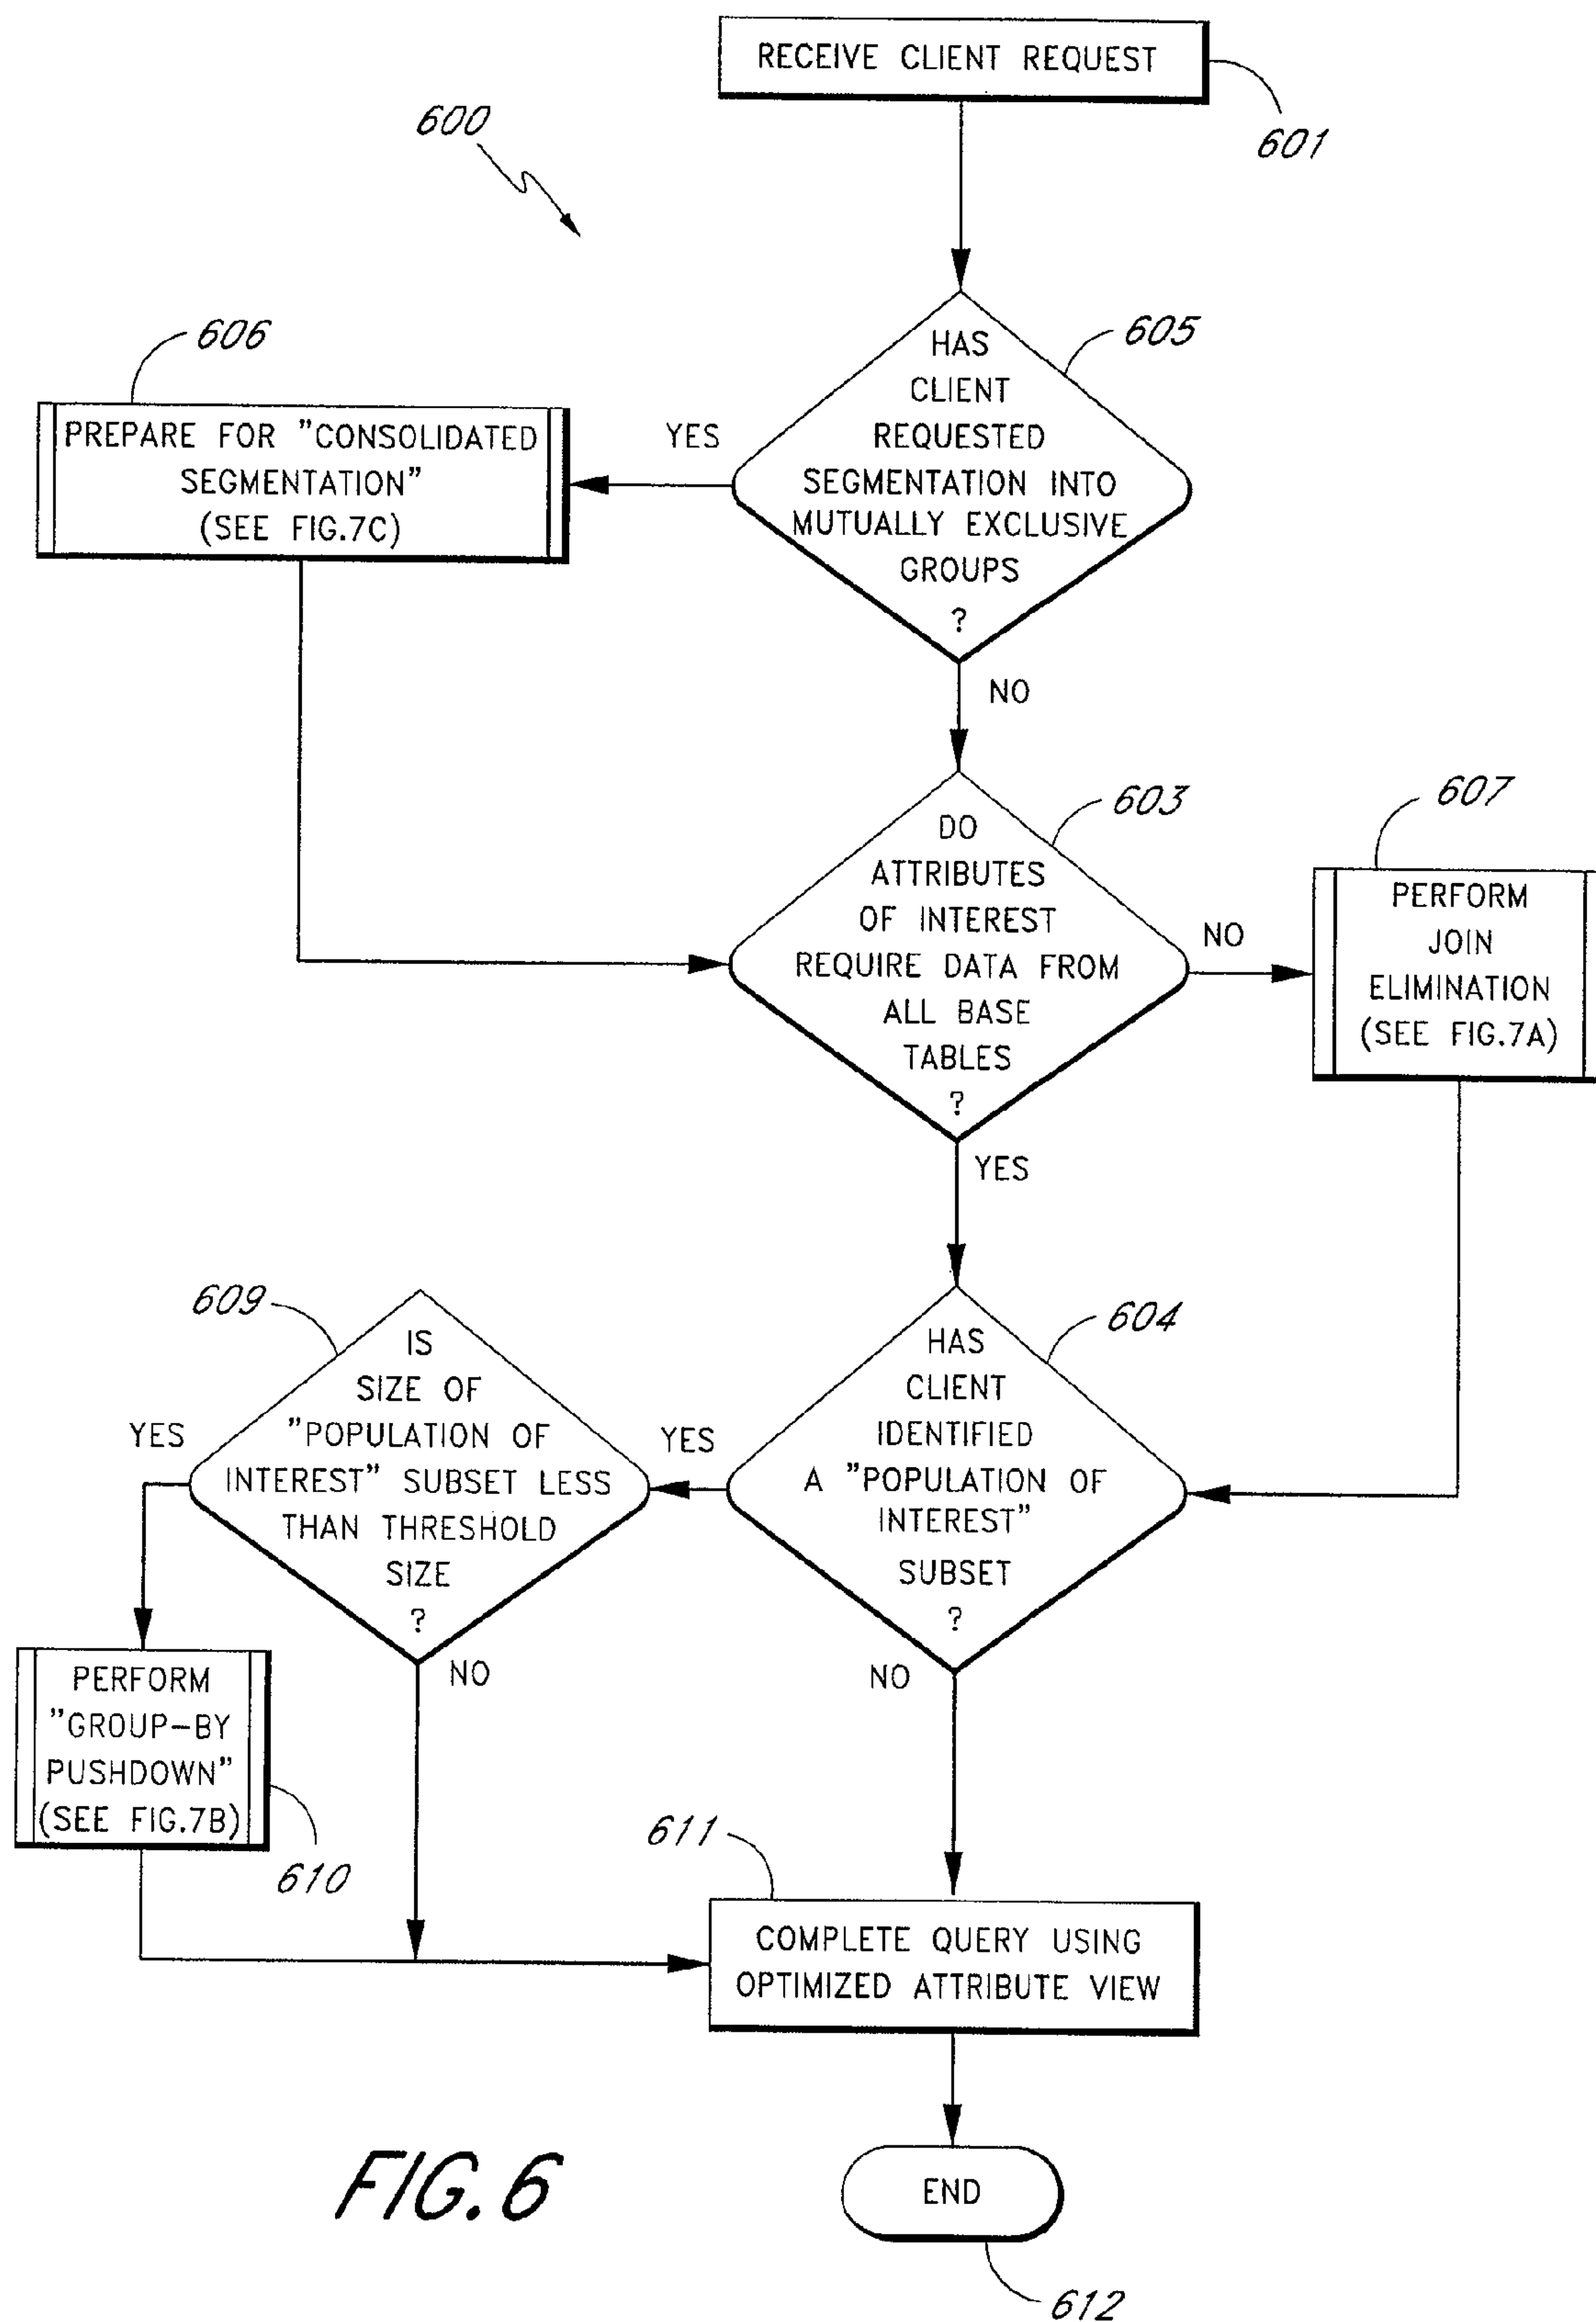 RECEIVE CLIENT REQUEST
601
600
606
PREPARE FOR "CONSOLIDATED
SEGMENTATION"
(SEE FIG.7C)
YES
HAS
CLIENT
REQUESTED
SEGMENTATION INTO
MUTUALLY EXCLUSIVE
GROUPS
?
605
NO
DO
ATTRIBUTES
OF INTEREST
REQUIRE DATA FROM
ALL BASE
TABLES
?
603
NO
607
PERFORM
JOIN
ELIMINATION
(SEE FIG.7A)
YES
609
IS
SIZE OF
"POPULATION OF
INTEREST" SUBSET LESS
THAN THRESHOLD
SIZE
?
YES
YES
HAS
CLIENT
IDENTIFIED
A "POPULATION OF
INTEREST"
SUBSET
?
604
NO
NO
PERFORM
"GROUP-BY
PUSHDOWN"
(SEE FIG.7B)
610
611
COMPLETE QUERY USING
OPTIMIZED ATTRIBUTE VIEW
END
612
FIG. 6